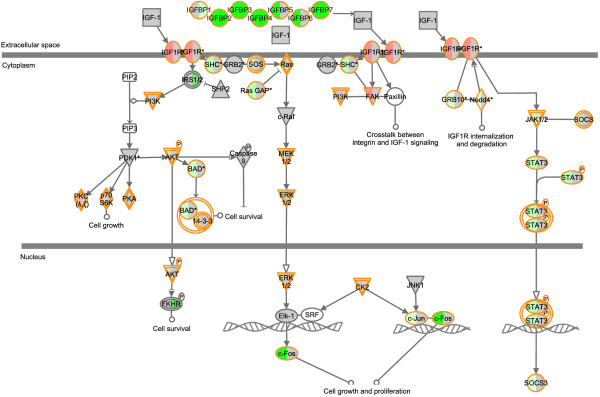 IGF-1
IGFBP1
IGFBP2
IGFBP3
IGFBP4
IGFBP5
IGFBP6
IGFBP7
IGF-1
IGF-1
IGF-1
Extracellular space
Cytoplasm
IGF1R*
IGF1R*
SHC*
GRB2*
SOS
Ras
GRB2*
SHC*
IGF1R*
IGF1R*
IGF1R*
IGF1R*
IRS1/2
SHP2
Ras GAP*
PIP2
PI3K
PI3K
FAK
Paxillin
GRB10*
Nedd4*
c-Raf
JAK1/2
SOCS
PIP3
Crosstalk between
integrin and IGF-1 signaling
IGF1R internalization
and degradation
PDK1*
AKT
P
Caspase
9
P
MEK
1/2
STAT3
BAD*
P
STAT3
P
PKC
(λ,ζ)
p70
S6K
PKA
ERK
1/2
BAD*
P
14-3-3
Cell survival
STAT3
P
STAT3
P
Cell growth
Nucleus
AKT
P
ERK
1/2
CK2
JNK1
FKHR
P
Elk-1
SRF
c-Jun
c-Fos
STAT3
P
STAT3
P
Cell survival
c-Fos
SOCS3
Cell growth and proliferation